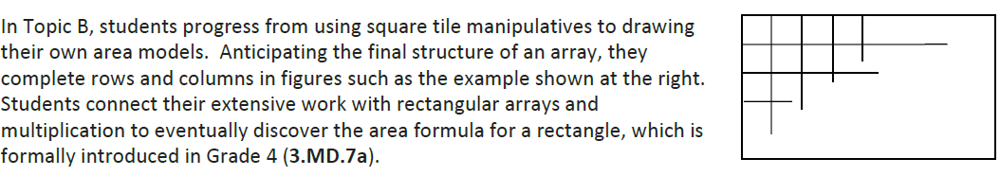 In Topic B, students progress from using square tile manipulatives to drawing
their own area models.  Anticipating the final structure of an array, they
complete rows and columns in figures such as the example shown at the right.
Students connect their extensive work with rectangular arrays and
multiplication to eventually discover the area formula for a rectangle, which is
formally introduced in Grade 4 (3.MD.7a).